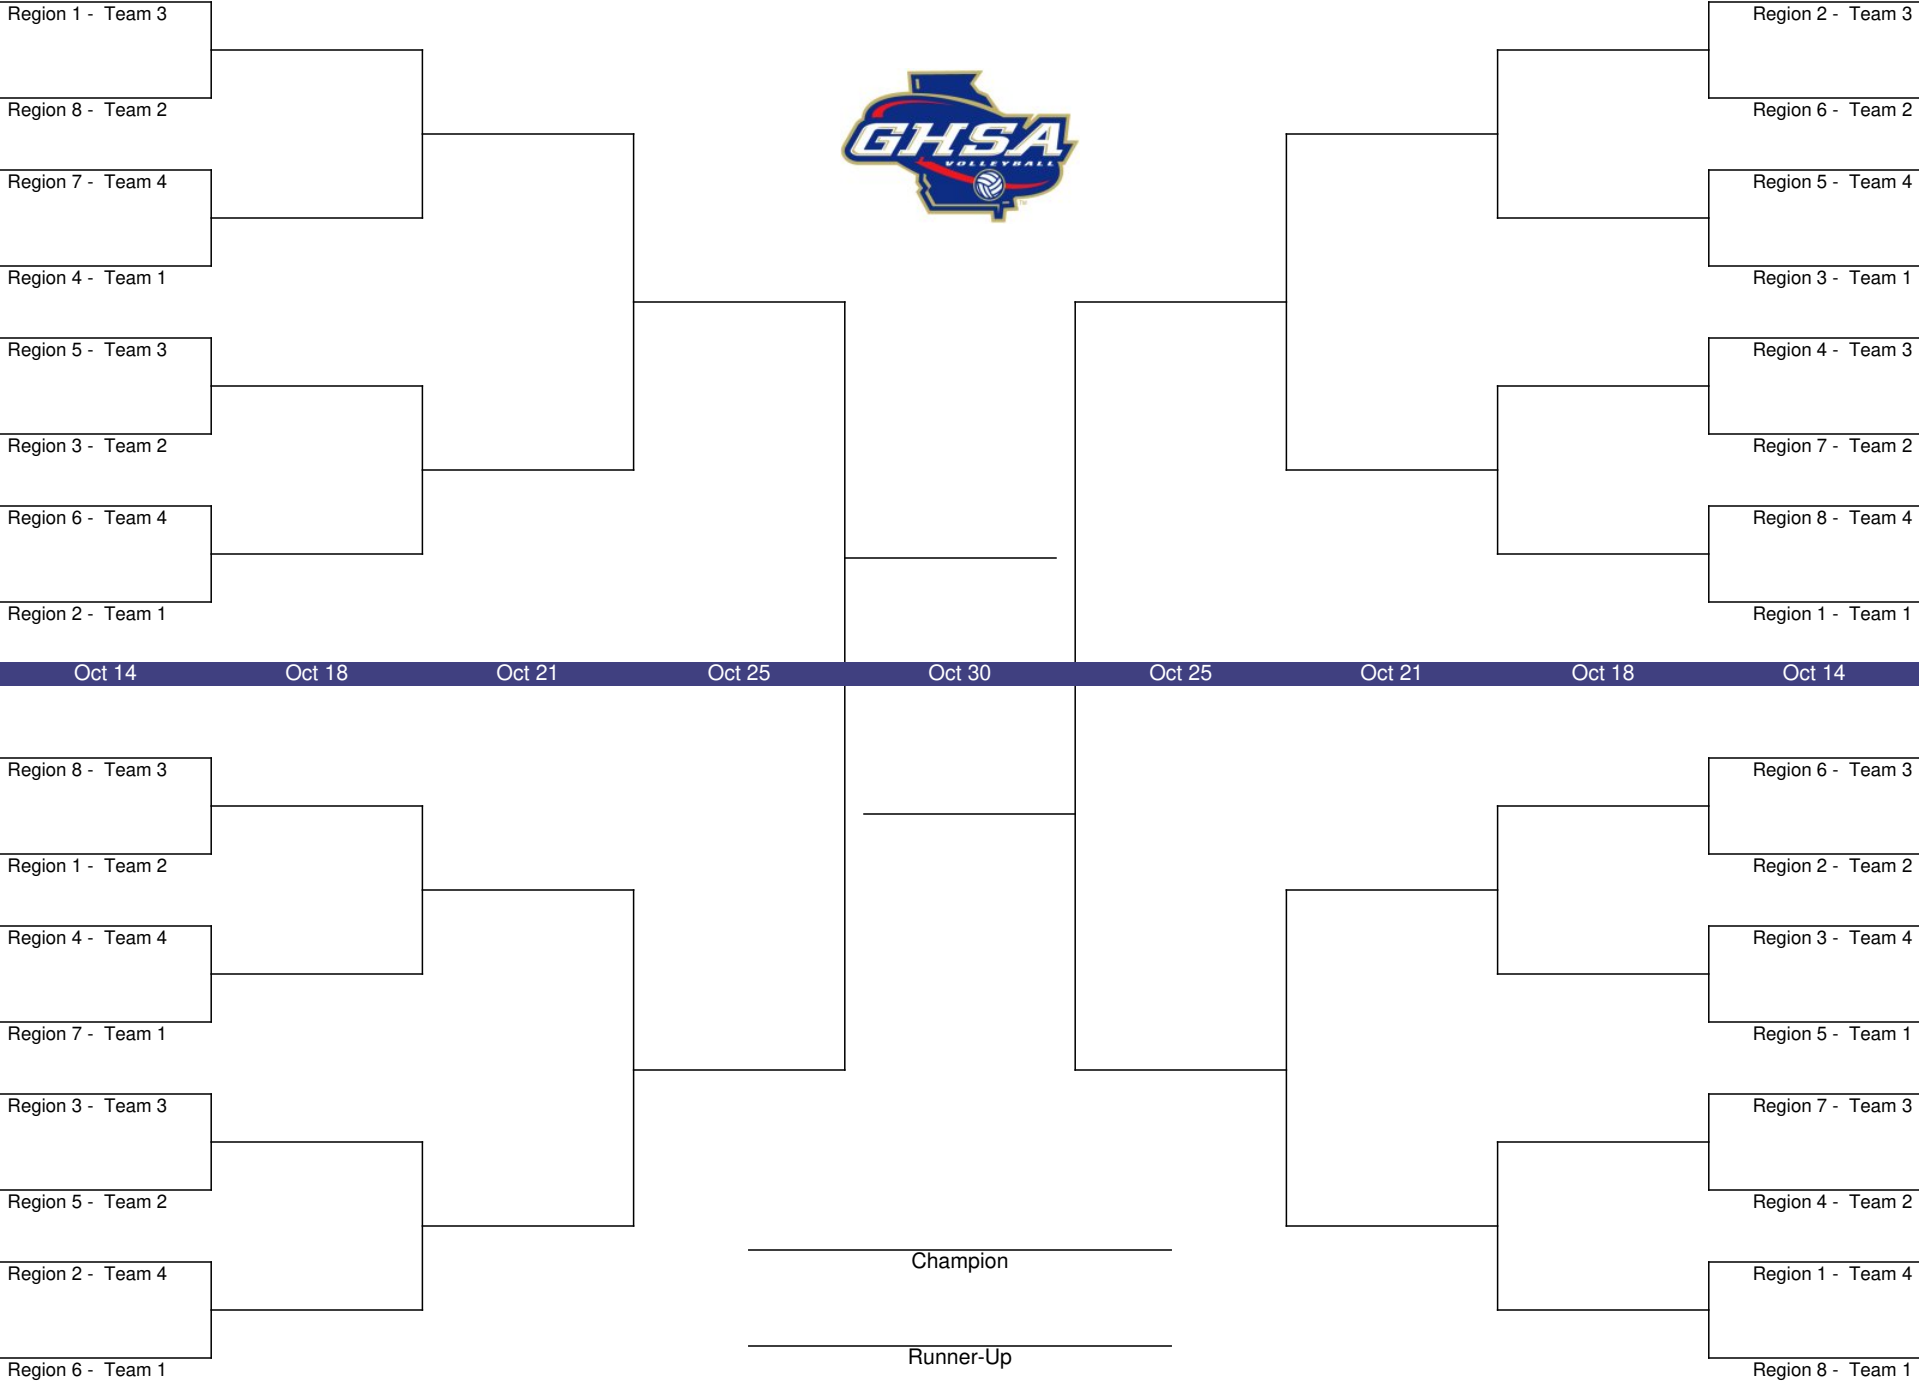 Region 1 - Team 3
Region 2 - Team 3
Region 8 - Team 2
Region 6 - Team 2
GHSA
VOLLEYBALL
TM
Region 7 - Team 4
Region 5 - Team 4
Region 4 - Team 1
Region 3 - Team 1
Region 5 - Team 3
Region 4 - Team 3
Region 3 - Team 2
Region 7 - Team 2
Region 6 - Team 4
Region 8 - Team 4
Region 2 - Team 1
Region 1 - Team 1
Oct 14 Oct 18 Oct 21 Oct 25 Oct 30 Oct 25 Oct 21 Oct 18 Oct 14
Region 8 - Team 3
Region 6 - Team 3
Region 1 - Team 2
Region 2 - Team 2
Region 4 - Team 4
Region 3 - Team 4
Region 7 - Team 1
Region 5 - Team 1
Region 3 - Team 3
Region 7 - Team 3
Region 5 - Team 2
Region 4 - Team 2
Champion
Region 2 - Team 4
Region 1 - Team 4
Runner-Up
Region 6 - Team 1
Region 8 - Team 1